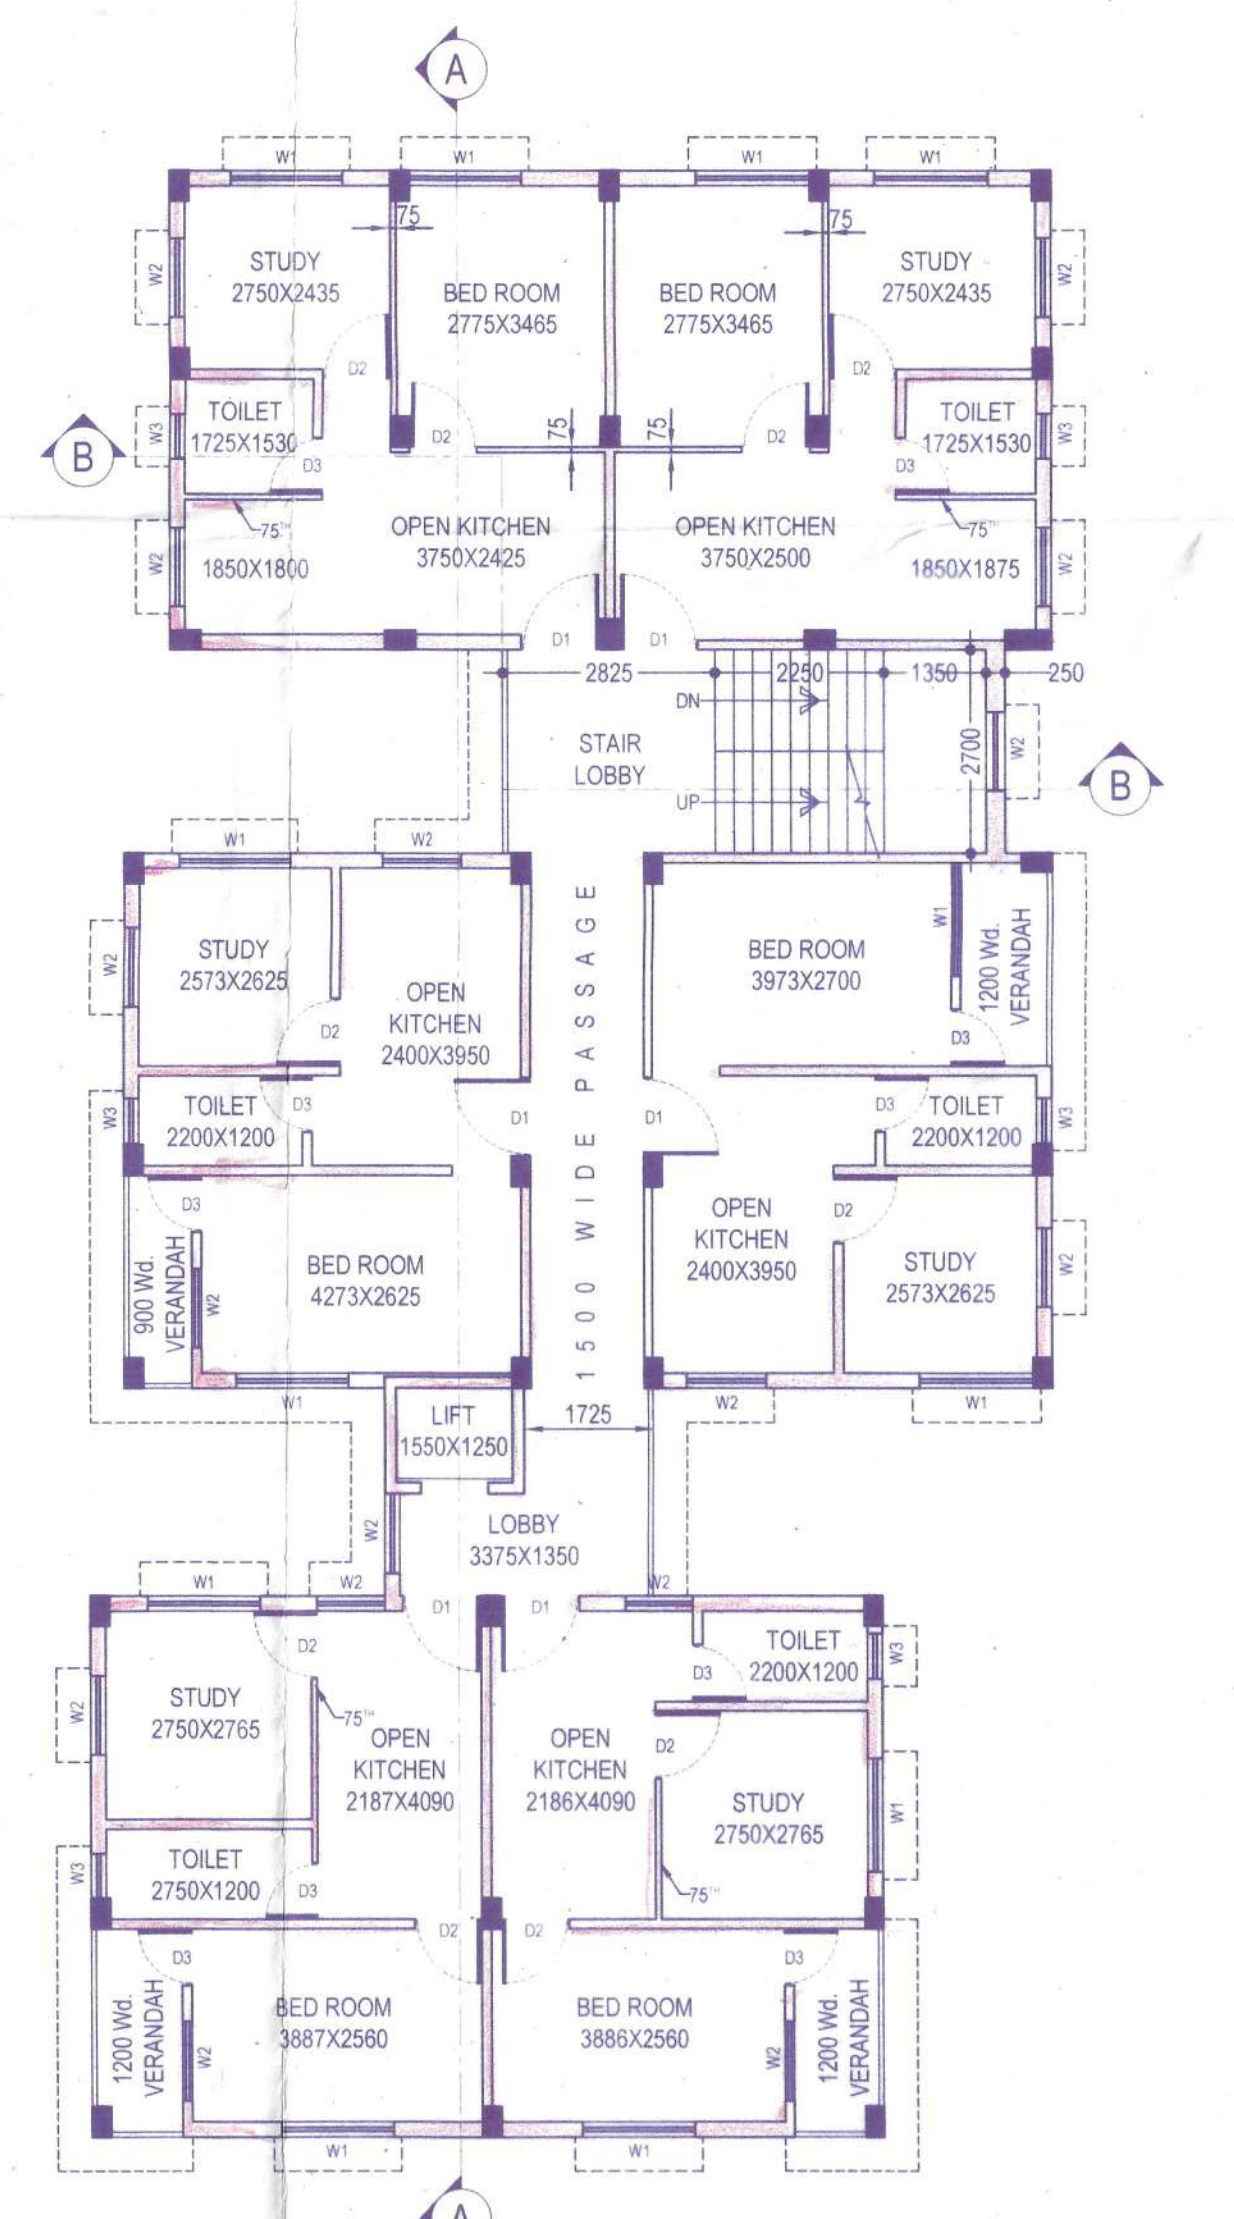 A
W1
W1
W1
W1
75
75
STUDY
2750X2435
BED ROOM
2775X3465
BED ROOM
2775X3465
STUDY
2750X2435
W2
W2
D2
D2
TOILET
1725X1530
D2
75
75
D2
TOILET
1725X1530
W3
W3
B
D3
D3
75TH
OPEN KITCHEN
3750X2425
OPEN KITCHEN
3750X2500
75TH
W2
1850X1800
1850X1875
W2
D1
D1
2825
2250
1350
250
DN
STAIR
LOBBY
2700
W2
B
UP
W1
W2
STUDY
2573X2625
W2
OPEN
KITCHEN
2400X3950
D2
1500 WIDE PASSAGE
BED ROOM
3973X2700
W1
1200 Wd.
VERANDAH
D3
TOILET
2200X1200
D3
W3
D1
D1
D3
TOILET
2200X1200
W3
D3
900 Wd.
VERANDAH
W2
BED ROOM
4273X2625
OPEN
KITCHEN
2400X3950
D2
STUDY
2573X2625
W2
W1
W2
W1
LIFT
1550X1250
1725
LOBBY
3375X1350
W2
W1
W2
D1
D1
W2
D2
TOILET
2200X1200
D3
W3
STUDY
2750X2765
W2
75TH
OPEN
KITCHEN
2187X4090
OPEN
KITCHEN
2186X4090
D2
STUDY
2750X2765
W1
TOILET
2750X1200
W3
D3
75TH
D2
D2
D3
D3
1200 Wd.
VERANDAH
W2
BED ROOM
3887X2560
BED ROOM
3886X2560
W2
1200 Wd.
VERANDAH
W1
W1
A